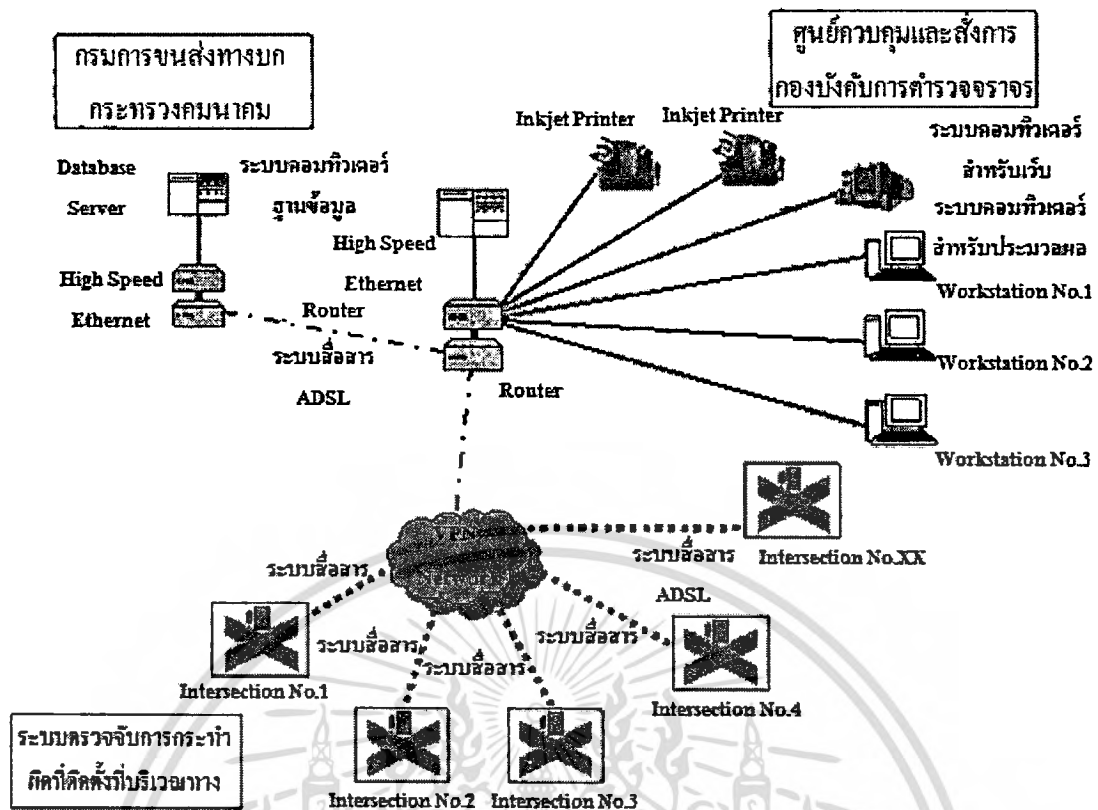 กรมการขนส่งทางบก
กระทรวงคมนาคม
ศูนย์ควบคุมและสั่งการ
กองบังคับการตำรวจจราจร
Inkjet Printer
Inkjet Printer
ระบบคอมพิวเตอร์
สำหรับเว็บ
ระบบคอมพิวเตอร์
สำหรับประมวลผล
Database
Server
ระบบคอมพิวเตอร์
ฐานข้อมูล
High Speed
Ethernet
High Speed
Ethernet
Router
ระบบสื่อสาร
ADSL
Router
Workstation No.1
Workstation No.2
Workstation No.3
VPN
Network
ระบบสื่อสาร
ADSL
Intersection No.XX
ระบบสื่อสาร
Intersection No.1
ระบบสื่อสาร
ระบบสื่อสาร
ระบบสื่อสาร
Intersection No.4
Intersection No.2
Intersection No.3
ระบบตรวจจับการกระทำ
ผิดที่ติดตั้งที่บริเวณทาง